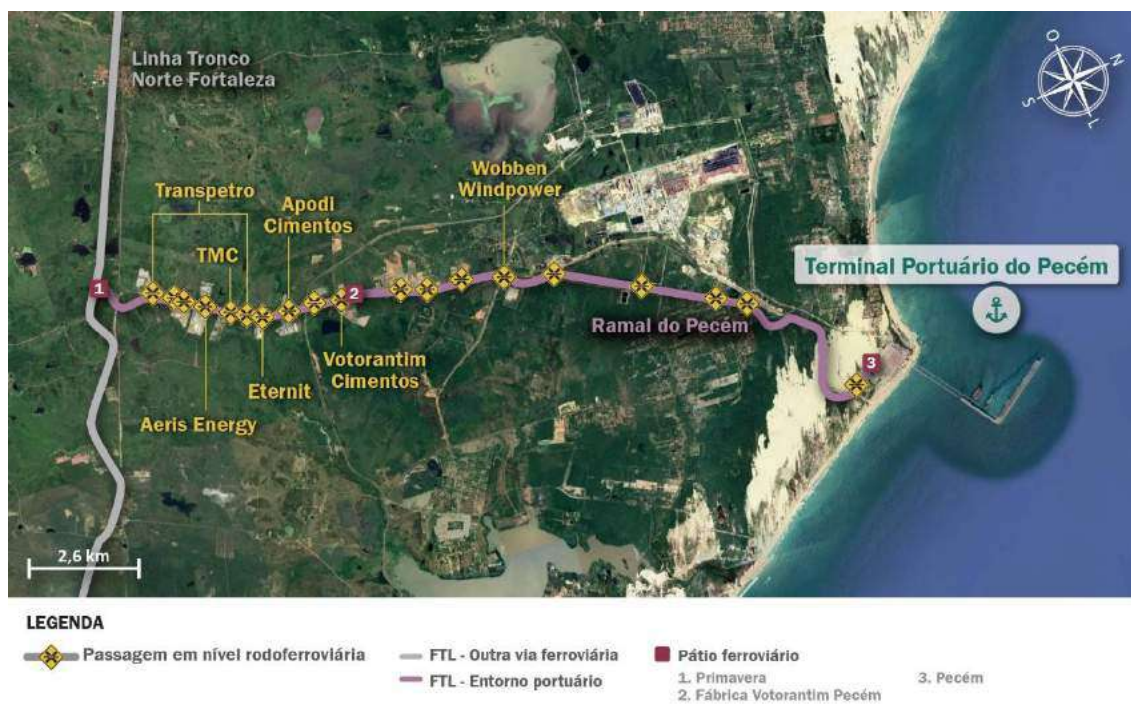 Linha Tronco
Norte Fortaleza
O
N
S
L
Transpetro
TMC
Apodi
Cimentos
Wobben
Windpower
Terminal Portuário do Pecém
1
2
3
Ramal do Pecém
Aeris Energy
Eternit
Votorantim
Cimentos
2,6 km
LEGENDA
Passagem em nível rodoferroviária
FTL - Outra via ferroviária
FTL - Entorno portuário
Pátio ferroviário
1. Primavera
2. Fábrica Votorantim Pecém
3. Pecém